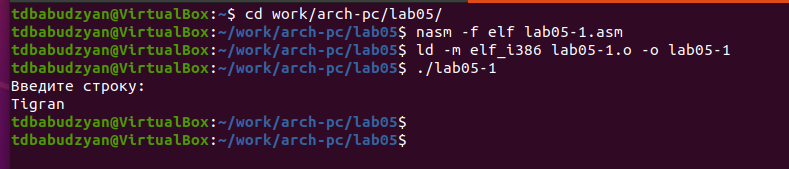 tdbabudzyan@VirtualBox:~$ cd work/arch-pc/lab05/
tdbabudzyan@VirtualBox:~/work/arch-pc/lab05$ nasm -f elf lab05-1.asm
tdbabudzyan@VirtualBox:~/work/arch-pc/lab05$ ld -m elf_i386 lab05-1.o -o lab05-1
tdbabudzyan@VirtualBox:~/work/arch-pc/lab05$ ./lab05-1
Введите строку:
Tigran
tdbabudzyan@VirtualBox:~/work/arch-pc/lab05$
tdbabudzyan@VirtualBox:~/work/arch-pc/lab05$